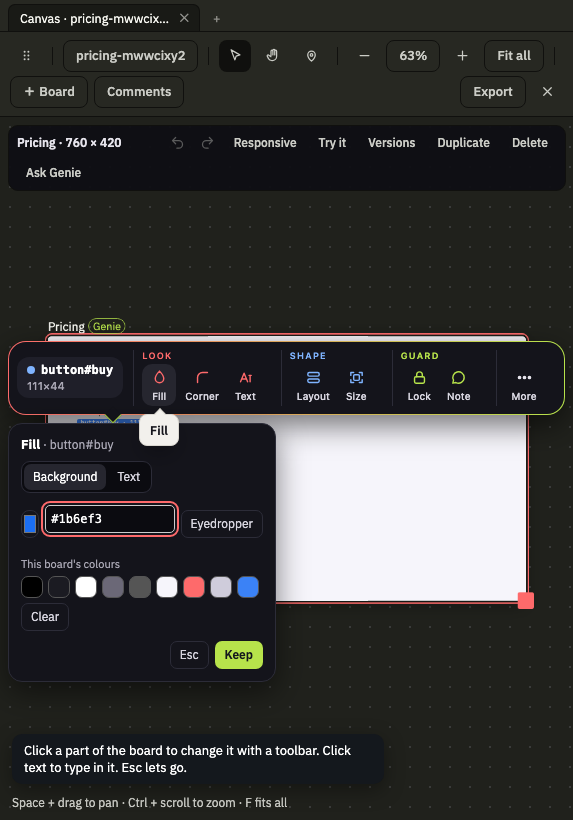 Canvas · pricing-mwwcix...
pricing-mwwcixy2
63%
Fit all
+ Board
Comments
Export
Pricing · 760 × 420
Responsive
Try it
Versions
Duplicate
Delete
Ask Genie
Pricing
Genie
button#buy
111×44
LOOK
Fill
Corner
Text
SHAPE
Layout
Size
GUARD
Lock
Note
More
Fill
Fill · button#buy
Background
Text
#1b6ef3
Eyedropper
This board's colours
Clear
Esc
Keep
Click a part of the board to change it with a toolbar. Click
text to type in it. Esc lets go.
Space + drag to pan · Ctrl + scroll to zoom · F fits all